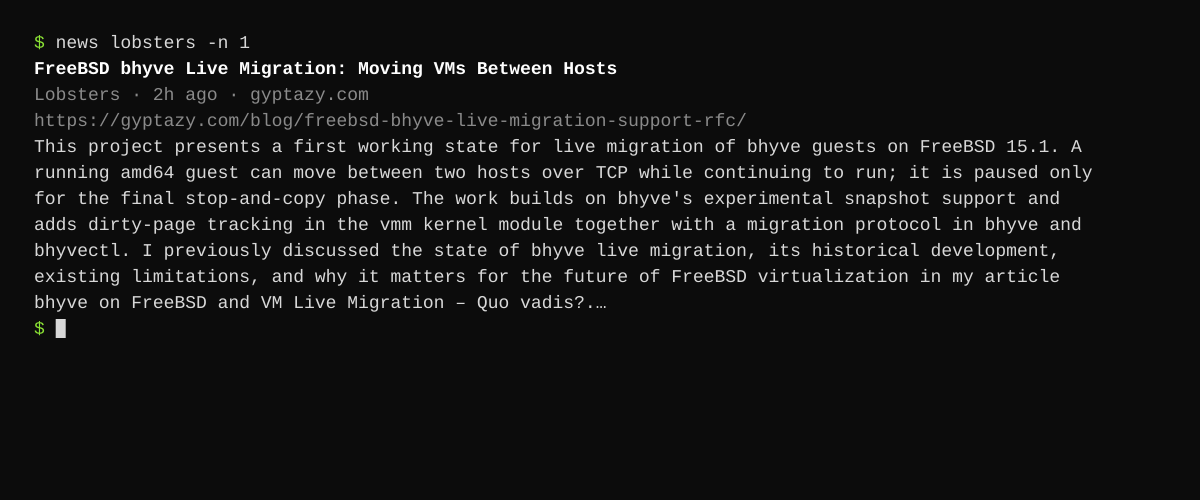 $ news lobsters -n 1
FreeBSD bhyve Live Migration: Moving VMs Between Hosts
Lobsters · 2h ago · gyptazy.com
https://gyptazy.com/blog/freebsd-bhyve-live-migration-support-rfc/
This project presents a first working state for live migration of bhyve guests on FreeBSD 15.1. A
running amd64 guest can move between two hosts over TCP while continuing to run; it is paused only
for the final stop-and-copy phase. The work builds on bhyve's experimental snapshot support and
adds dirty-page tracking in the vmm kernel module together with a migration protocol in bhyve and
bhyvectl. I previously discussed the state of bhyve live migration, its historical development,
existing limitations, and why it matters for the future of FreeBSD virtualization in my article
bhyve on FreeBSD and VM Live Migration – Quo vadis?.…
$